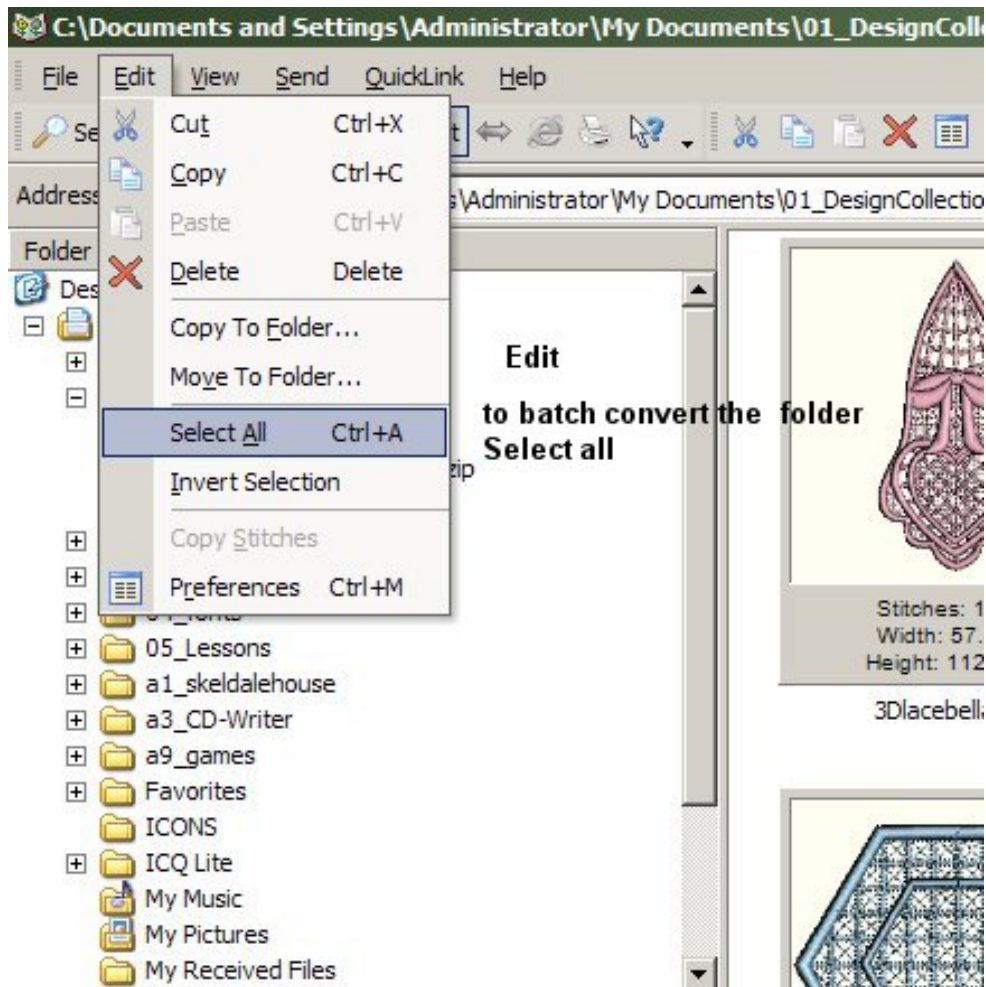 C:\Documents and Settings\Administrator\My Documents\01_DesignColle
File Edit View Send QuickLink Help
Se
Cut Ctrl+X
Copy Ctrl+C
Paste Ctrl+V
Delete Delete
Copy To Folder...
Move To Folder...
Select All Ctrl+A
Invert Selection
Copy Stitches
Preferences Ctrl+M
Address
s\Administrator\My Documents\01_DesignCollectio
Folder
Des
Edit
to batch convert the folder
Select all
zip
05_Lessons
a1_skeldalehouse
a3_CD-Writer
a9_games
Favorites
ICONS
ICQ Lite
My Music
My Pictures
My Received Files
Stitches: 1
Width: 57.
Height: 112
3Dlacebella